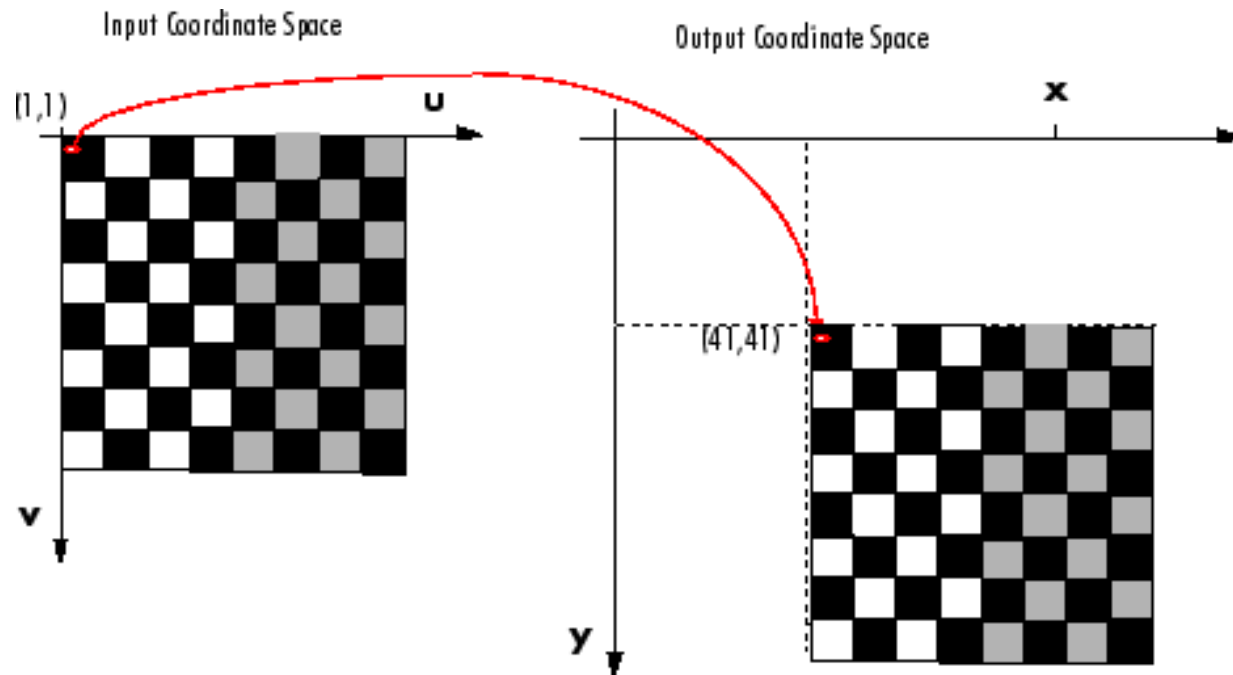 Input Coordinate Space
Output Coordinate Space
(1,1)
u
x
(41,41)
v
y